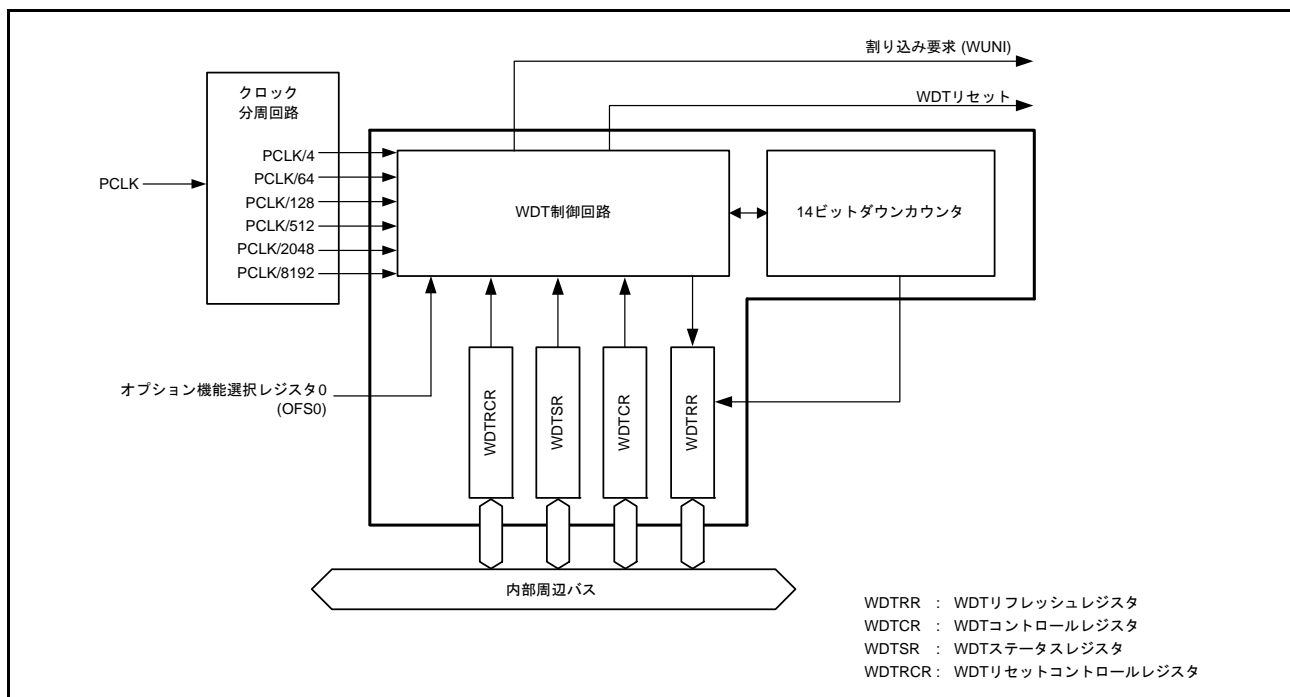 割り込み要求 (WUNI)
WDTリセット
クロック
分周回路
PCLK
PCLK/4
PCLK/64
PCLK/128
PCLK/512
PCLK/2048
PCLK/8192
WDT制御回路
14ビットダウンカウンタ
オプション機能選択レジスタ0
(OFS0)
WDTRCR
WDTSR
WDTCR
WDTRR
内部周辺バス
WDTRR : WDTリフレッシュレジスタ
WDTCR : WDTコントロールレジスタ
WDTSR : WDTステータスレジスタ
WDTRCR : WDTリセットコントロールレジスタ